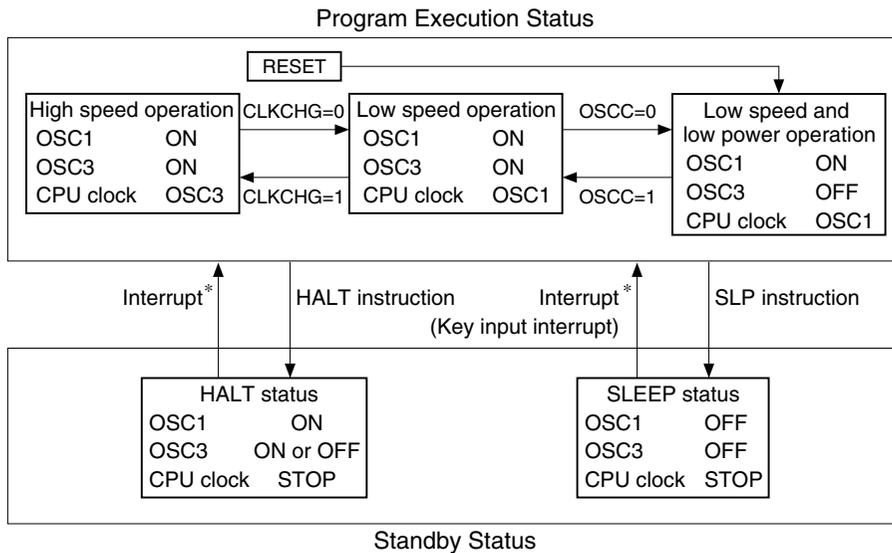 Program Execution Status
RESET
High speed operation
OSC1 ON
OSC3 ON
CPU clock OSC3
CLKCHG=0
CLKCHG=1
Low speed operation
OSC1 ON
OSC3 ON
CPU clock OSC1
OSCC=0
OSCC=1
Low speed and
low power operation
OSC1 ON
OSC3 OFF
CPU clock OSC1
Interrupt*
HALT instruction
Interrupt*
(Key input interrupt)
SLP instruction
HALT status
OSC1 ON
OSC3 ON or OFF
CPU clock STOP
SLEEP status
OSC1 OFF
OSC3 OFF
CPU clock STOP
Standby Status